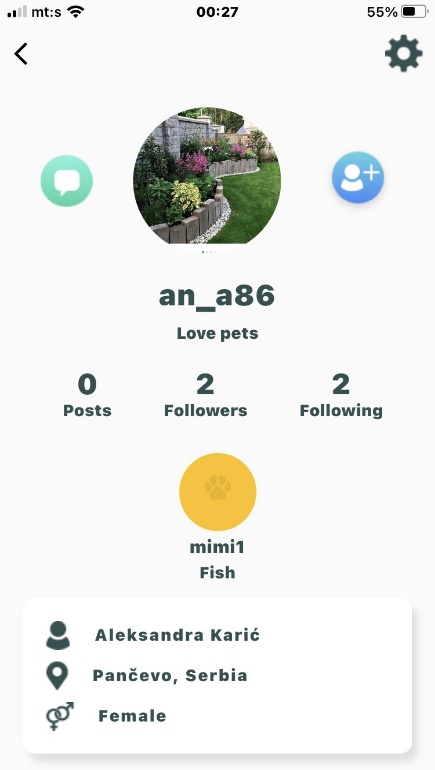 mt:s 00:27 55%
an_a86
Love pets
0 2 2
Posts Followers Following
mimi1
Fish
Aleksandra Karić
Pančevo, Serbia
Female